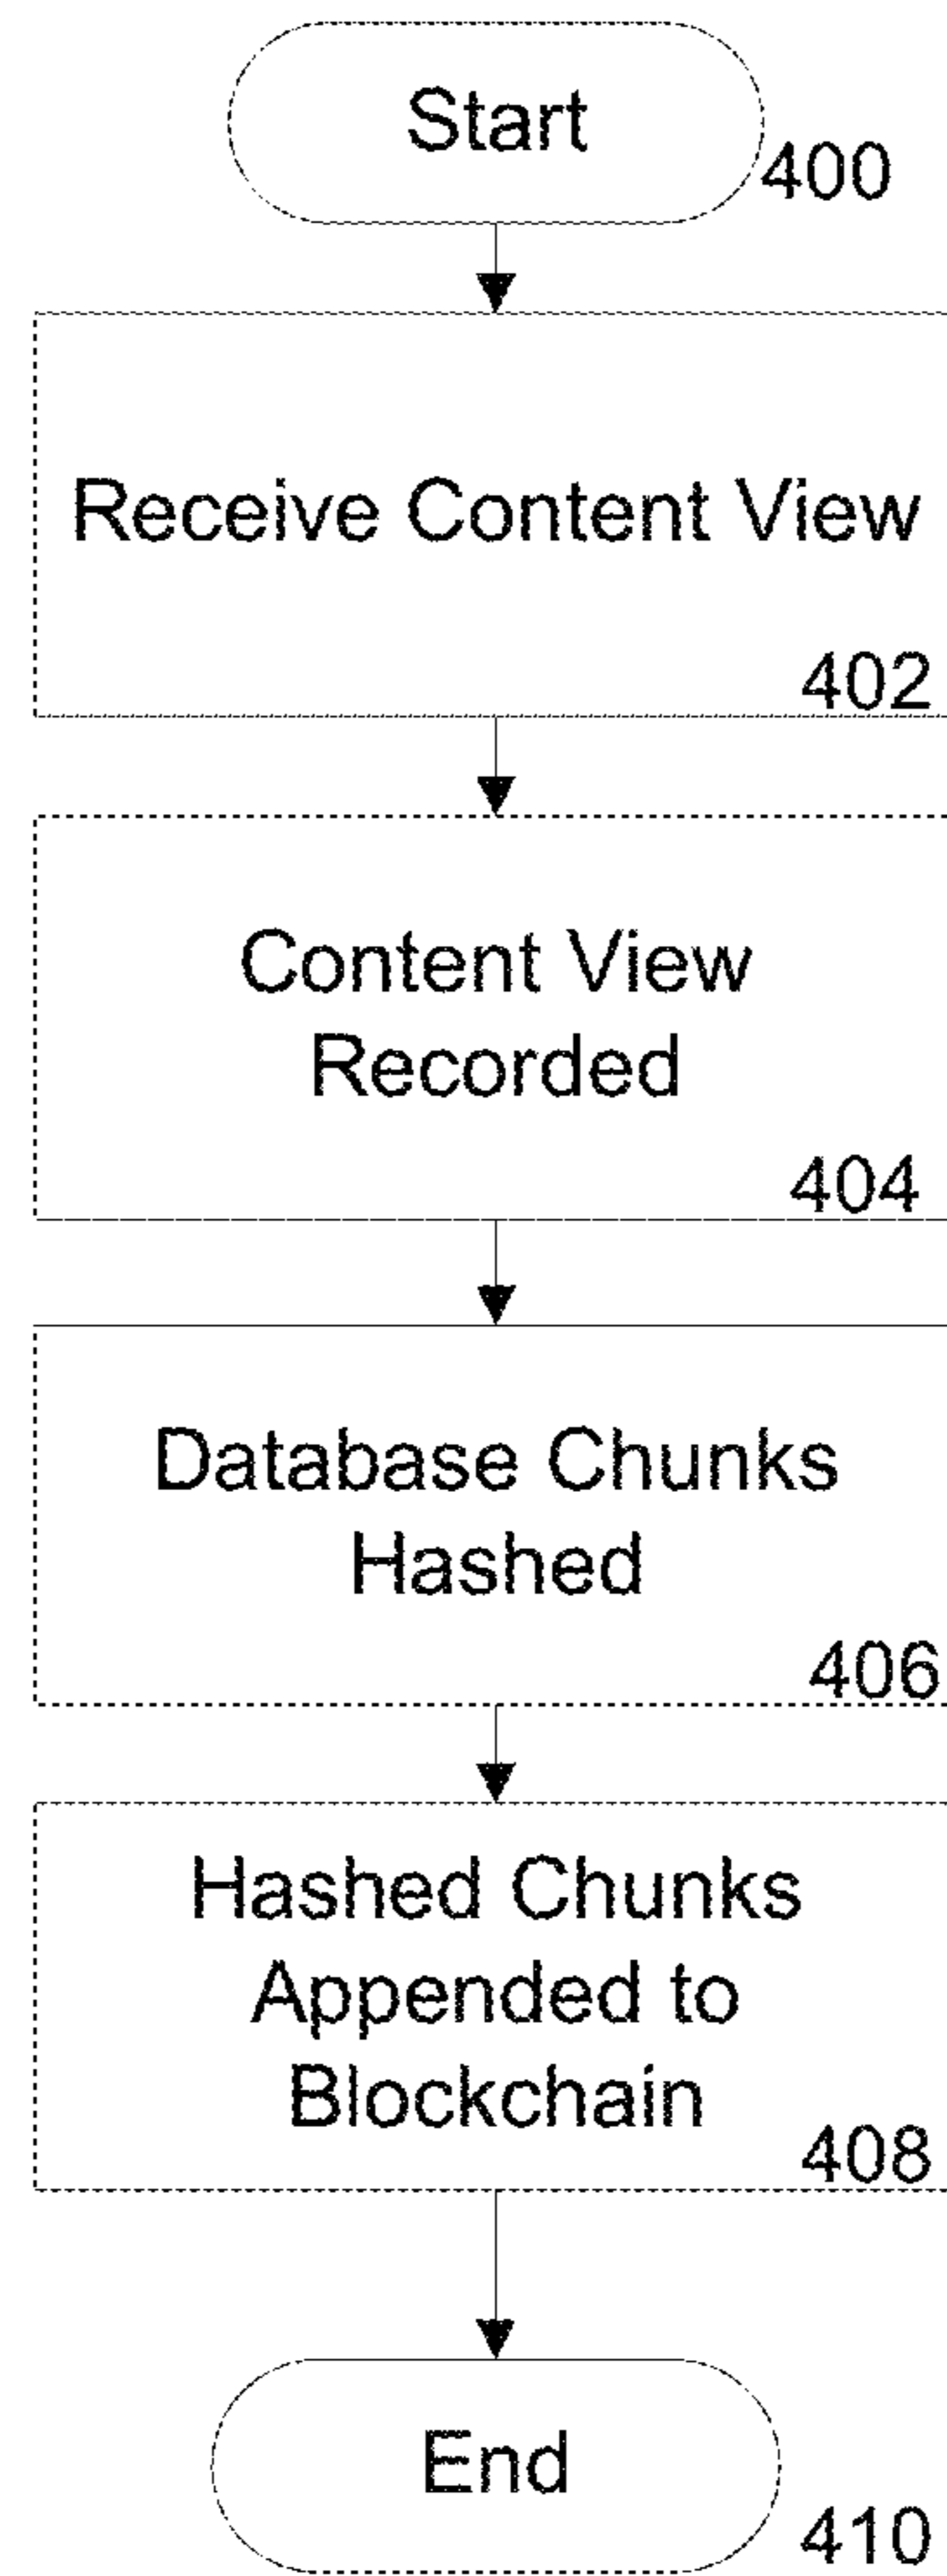 Start
400
Receive Content View
402
Content View
Recorded
404
Database Chunks
Hashed
406
Hashed Chunks
Appended to
Blockchain
408
End
410